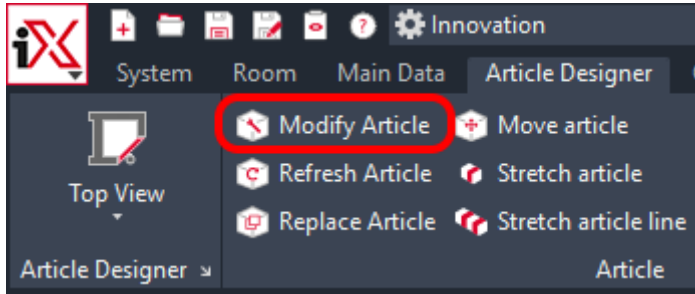 iX Innovation
System Room Main Data Article Designer
Modify Article Move article
Top View Refresh Article Stretch article
Replace Article Stretch article line
Article Designer Article